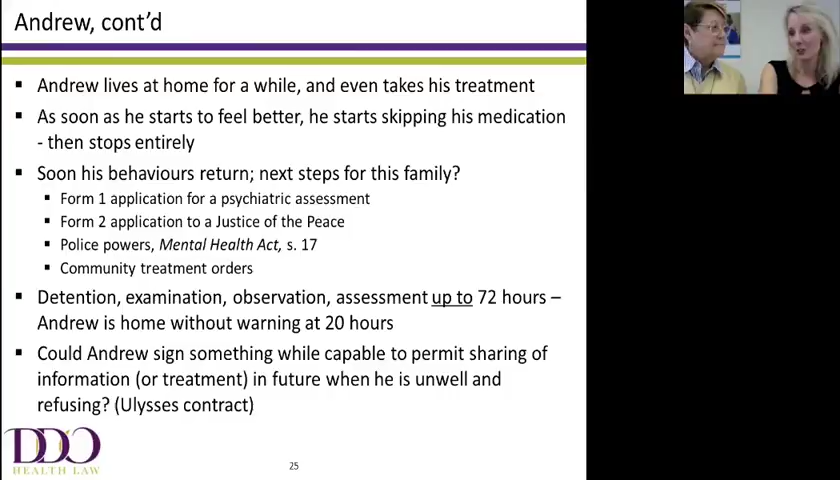 Andrew, cont’d
▪ Andrew lives at home for a while, and even takes his treatment
▪ As soon as he starts to feel better, he starts skipping his medication
- then stops entirely
▪ Soon his behaviours return; next steps for this family?
▪ Form 1 application for a psychiatric assessment
▪ Form 2 application to a Justice of the Peace
▪ Police powers, Mental Health Act, s. 17
▪ Community treatment orders
▪ Detention, examination, observation, assessment up to 72 hours –
Andrew is home without warning at 20 hours
▪ Could Andrew sign something while capable to permit sharing of
information (or treatment) in future when he is unwell and
refusing? (Ulysses contract)
DDO
HEALTH LAW
25